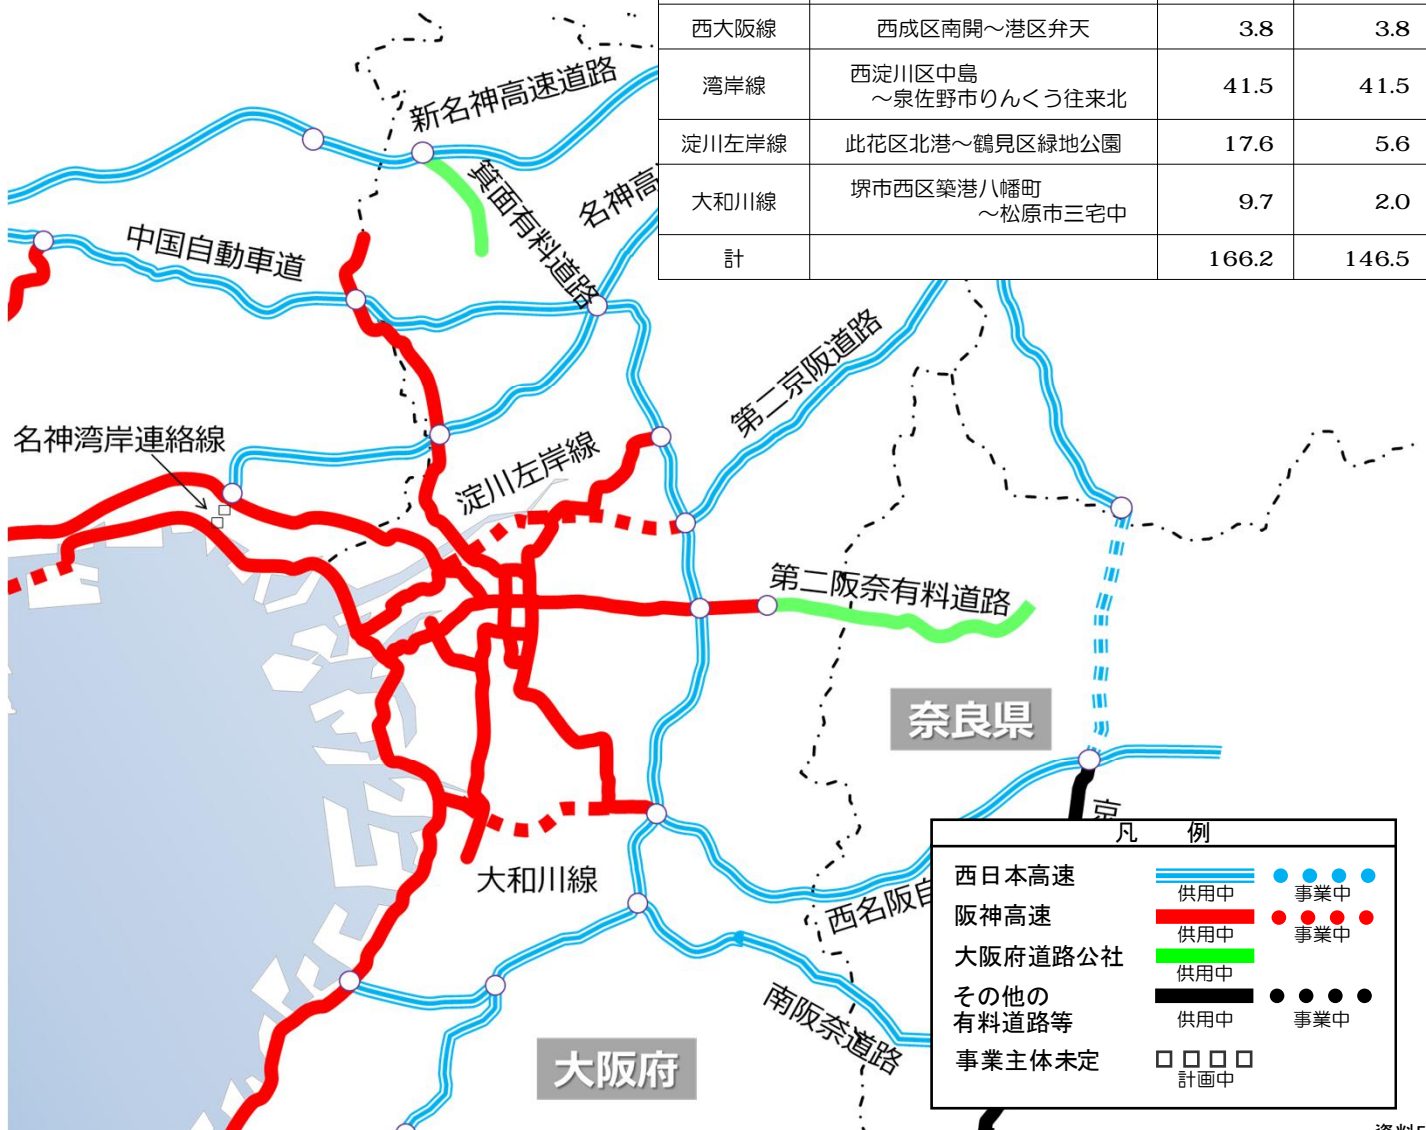 西大阪線 西成区南開～港区弁天 3.8 3.8
湾岸線 西淀川区中島
～泉佐野市りんくう往来北 41.5 41.5
淀川左岸線 此花区北港～鶴見区緑地公園 17.6 5.6
大和川線 堺市西区築港八幡町
～松原市三宅中 9.7 2.0
計 166.2 146.5
新名神高速道路
箕面有料道路
名神高
中国自動車道
第二京阪道路
名神湾岸連絡線
淀川左岸線
第二阪奈有料道路
奈良県
京
大和川線
西名阪自
南阪奈道路
大阪府
凡 例
西日本高速 供用中 事業中
阪神高速 供用中 事業中
大阪府道路公社 供用中
その他の
有料道路等 供用中 事業中
事業主体未定 計画中